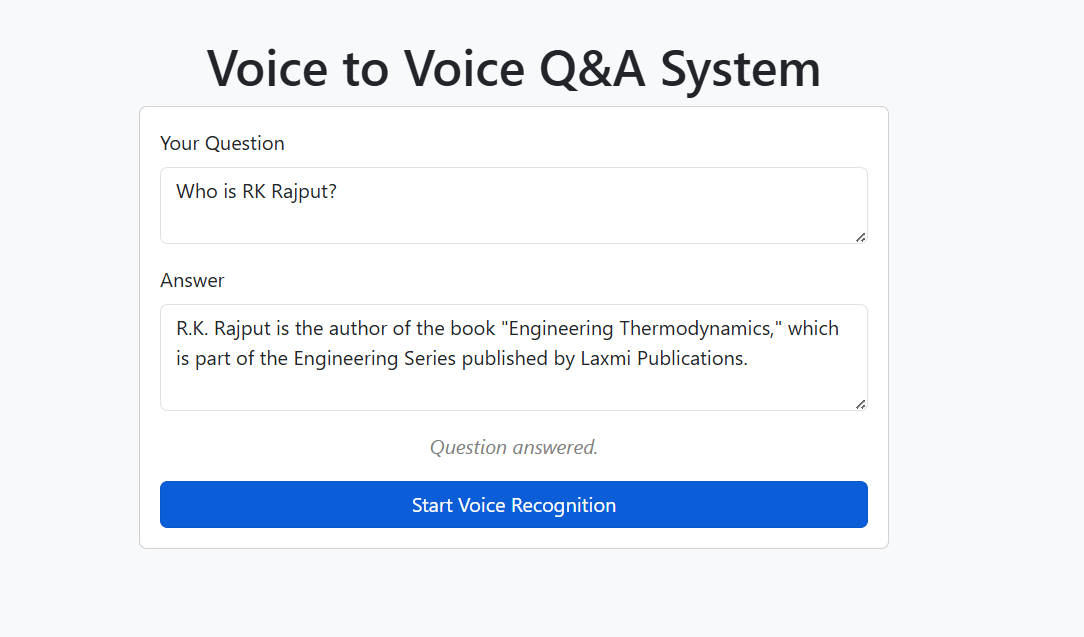 Voice to Voice Q&A System
Your Question
Who is RK Rajput?
Answer
R.K. Rajput is the author of the book "Engineering Thermodynamics," which
is part of the Engineering Series published by Laxmi Publications.
Question answered.
Start Voice Recognition